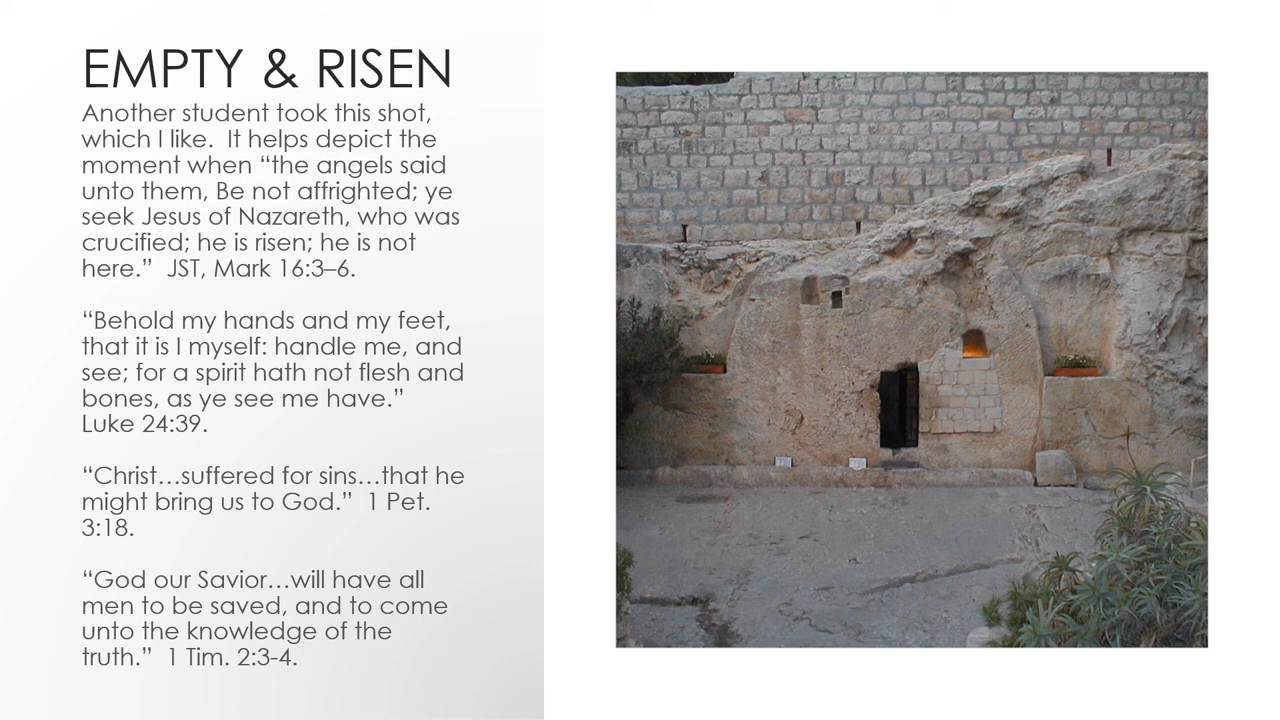 EMPTY & RISEN
Another student took this shot,
which I like.  It helps depict the
moment when “the angels said
unto them, Be not affrighted; ye
seek Jesus of Nazareth, who was
crucified; he is risen; he is not
here.”  JST, Mark 16:3–6.
“Behold my hands and my feet,
that it is I myself: handle me, and
see; for a spirit hath not flesh and
bones, as ye see me have.”
Luke 24:39.
“Christ…suffered for sins…that he
might bring us to God.”  1 Pet.
3:18.
“God our Savior…will have all
men to be saved, and to come
unto the knowledge of the
truth.”  1 Tim. 2:3-4.